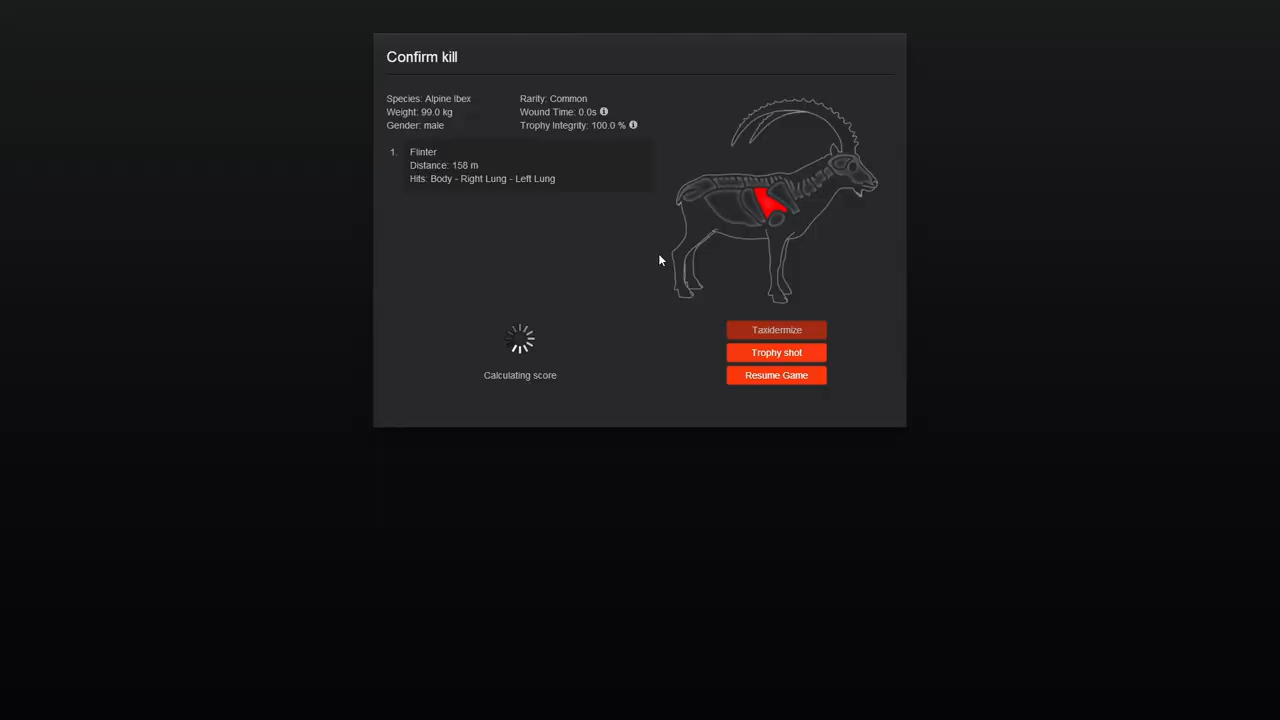 Confirm kill
Species: Alpine Ibex
Rarity: Common
Weight: 99.0 kg
Wound Time: 0.0s
Gender: male
Trophy Integrity: 100.0 %
1. Flinter
Distance: 158 m
Hits: Body - Right Lung - Left Lung
Taxidermize
Trophy shot
Calculating score
Resume Game